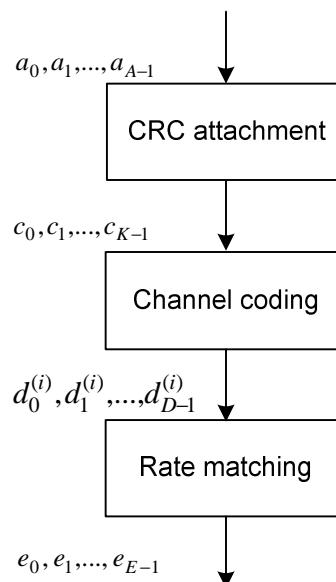 a_0, a_1,..., a_{A-1}
CRC attachment
c_0, c_1,..., c_{K-1}
Channel coding
d_0^{(i)}, d_1^{(i)},..., d_{D-1}^{(i)}
Rate matching
e_0, e_1,..., e_{E-1}